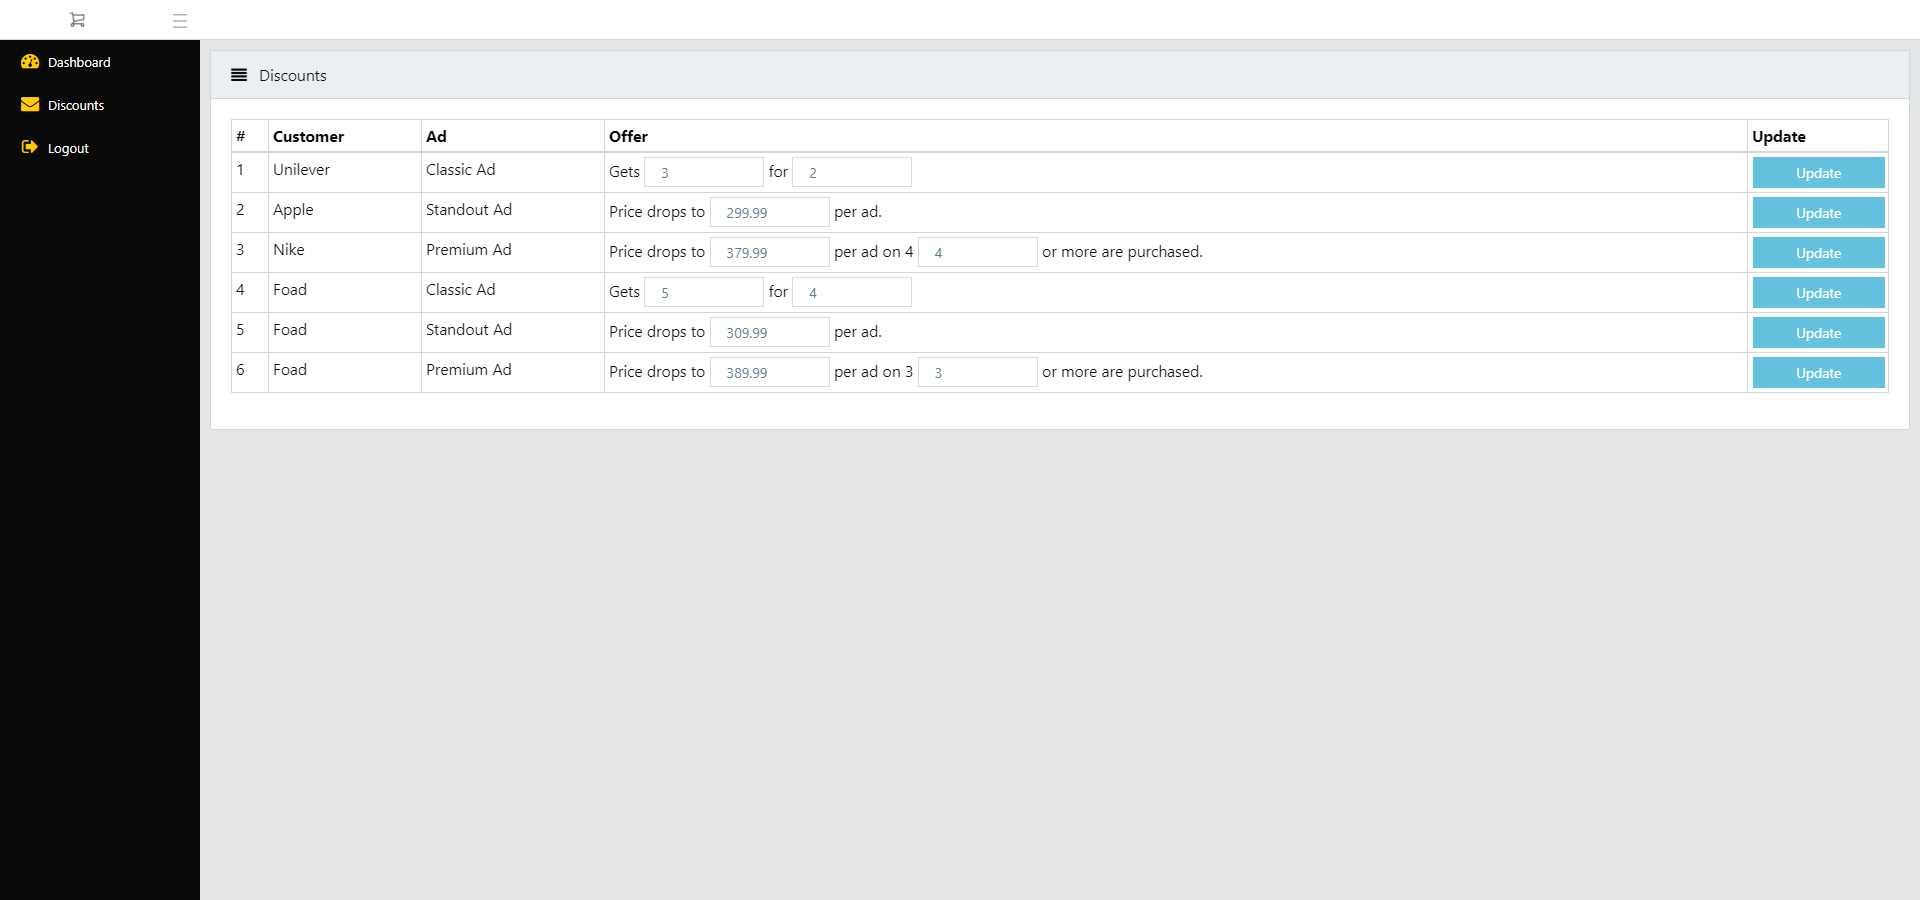 Dashboard
Discounts
Logout
Discounts
# Customer Ad Offer Update
1 Unilever Classic Ad Gets 3 for 2 Update
2 Apple Standout Ad Price drops to 299.99 per ad. Update
3 Nike Premium Ad Price drops to 379.99 per ad on 4 4 or more are purchased. Update
4 Foad Classic Ad Gets 5 for 4 Update
5 Foad Standout Ad Price drops to 309.99 per ad. Update
6 Foad Premium Ad Price drops to 389.99 per ad on 3 3 or more are purchased. Update